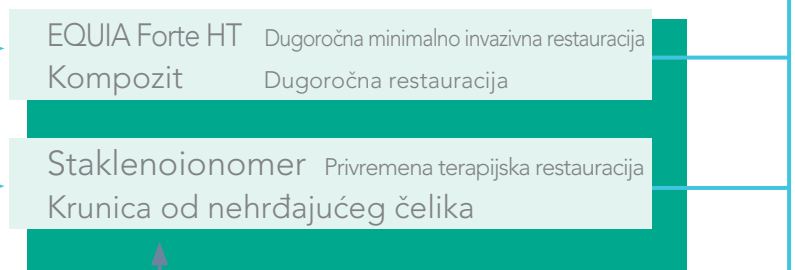 EQUIA Forte HT Dugoročna minimalno invazivna restauracija
Kompozit Dugoročna restauracija
Staklenoionomer Privremena terapijska restauracija
Krunica od nehrđajućeg čelika